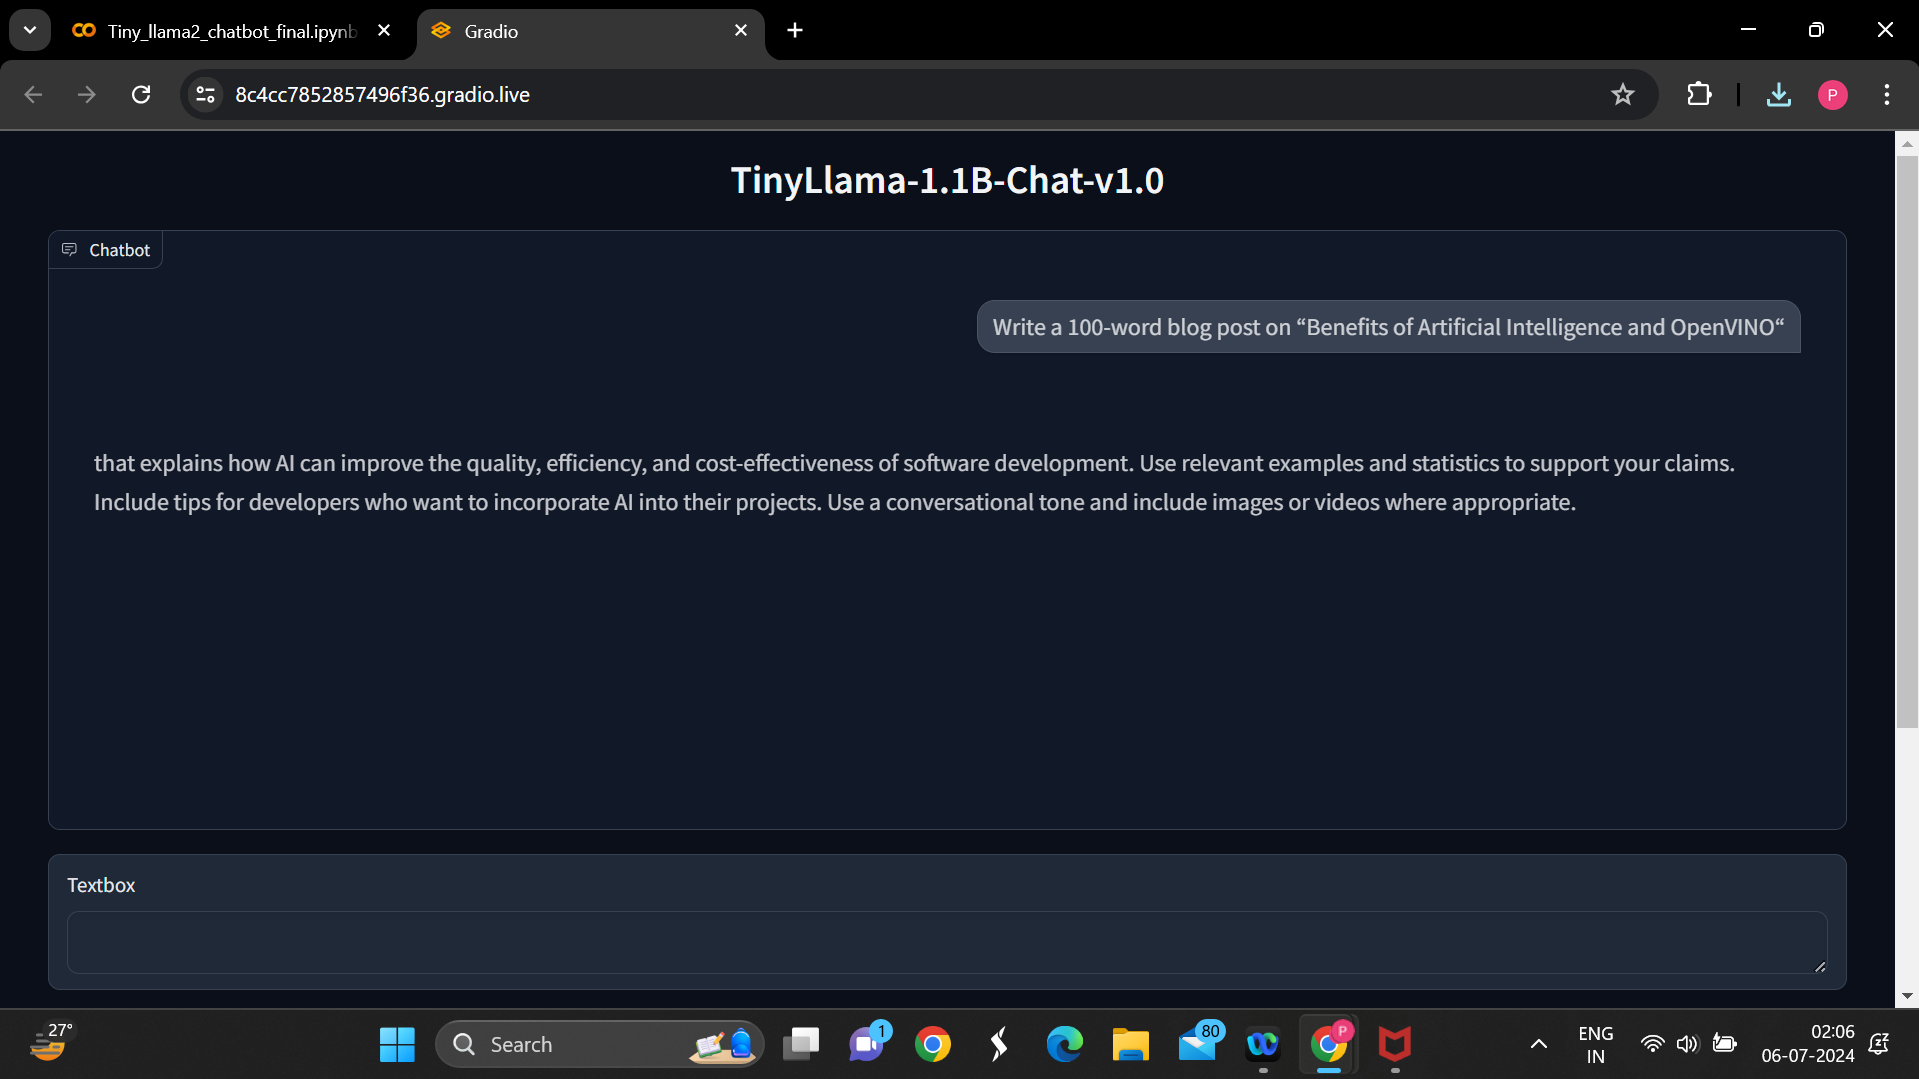 Tiny_llama2_chatbot_final.ipynb
Gradio
8c4cc7852857496f36.gradio.live
P
TinyLlama-1.1B-Chat-v1.0
Chatbot
Write a 100-word blog post on “Benefits of Artificial Intelligence and OpenVINO“
that explains how AI can improve the quality, efficiency, and cost-effectiveness of software development. Use relevant examples and statistics to support your claims.
Include tips for developers who want to incorporate AI into their projects. Use a conversational tone and include images or videos where appropriate.
Textbox
27°
Search
1
80
P
ENG
IN
02:06
06-07-2024